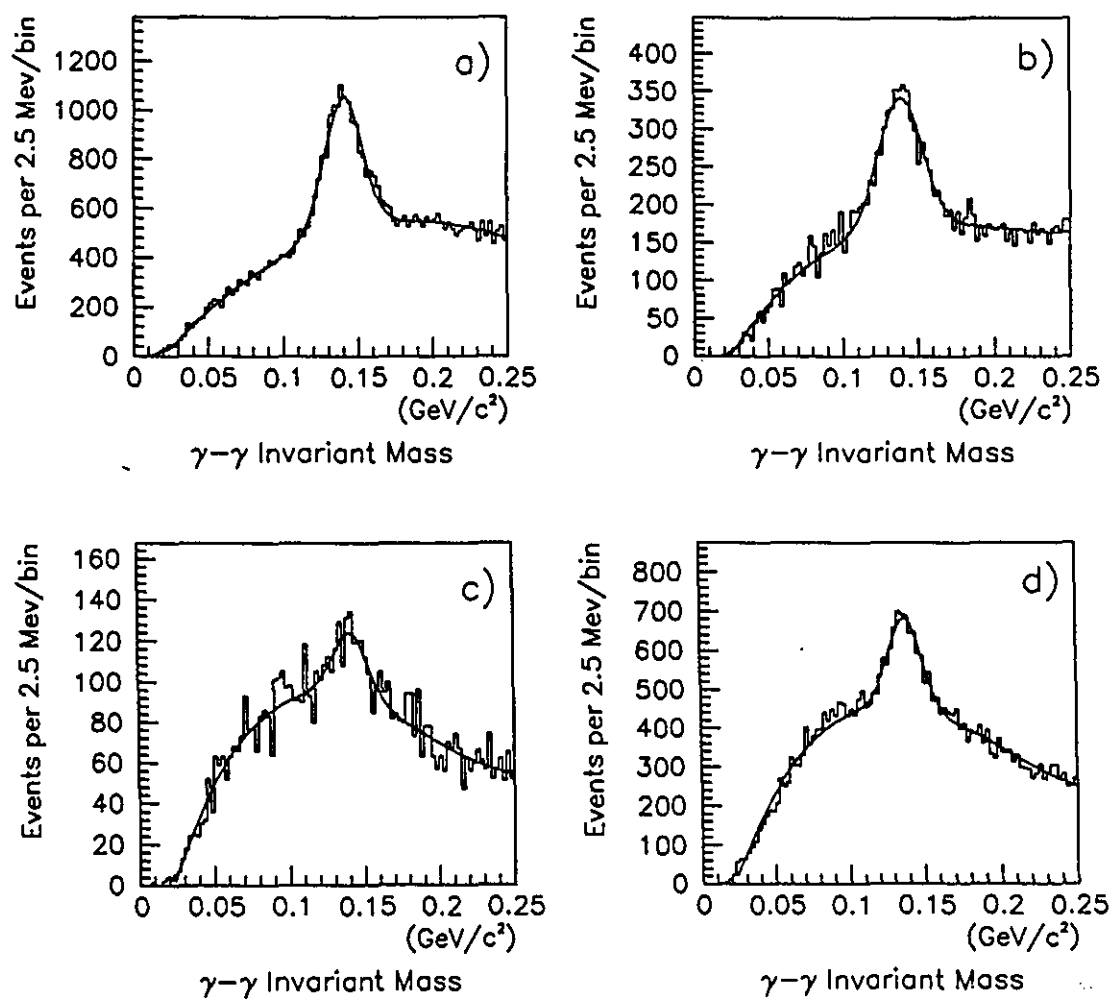 a)
Events per 2.5 Mev/bin
1200
1000
800
600
400
200
0
0 0.05 0.1 0.15 0.2 0.25
(GeV/c²)
γ-γ Invariant Mass
b)
Events per 2.5 Mev/bin
400
350
300
250
200
150
100
50
0
0 0.05 0.1 0.15 0.2 0.25
(GeV/c²)
γ-γ Invariant Mass
c)
Events per 2.5 Mev/bin
160
140
120
100
80
60
40
20
0
0 0.05 0.1 0.15 0.2 0.25
(GeV/c²)
γ-γ Invariant Mass
d)
Events per 2.5 Mev/bin
800
700
600
500
400
300
200
100
0
0 0.05 0.1 0.15 0.2 0.25
(GeV/c²)
γ-γ Invariant Mass